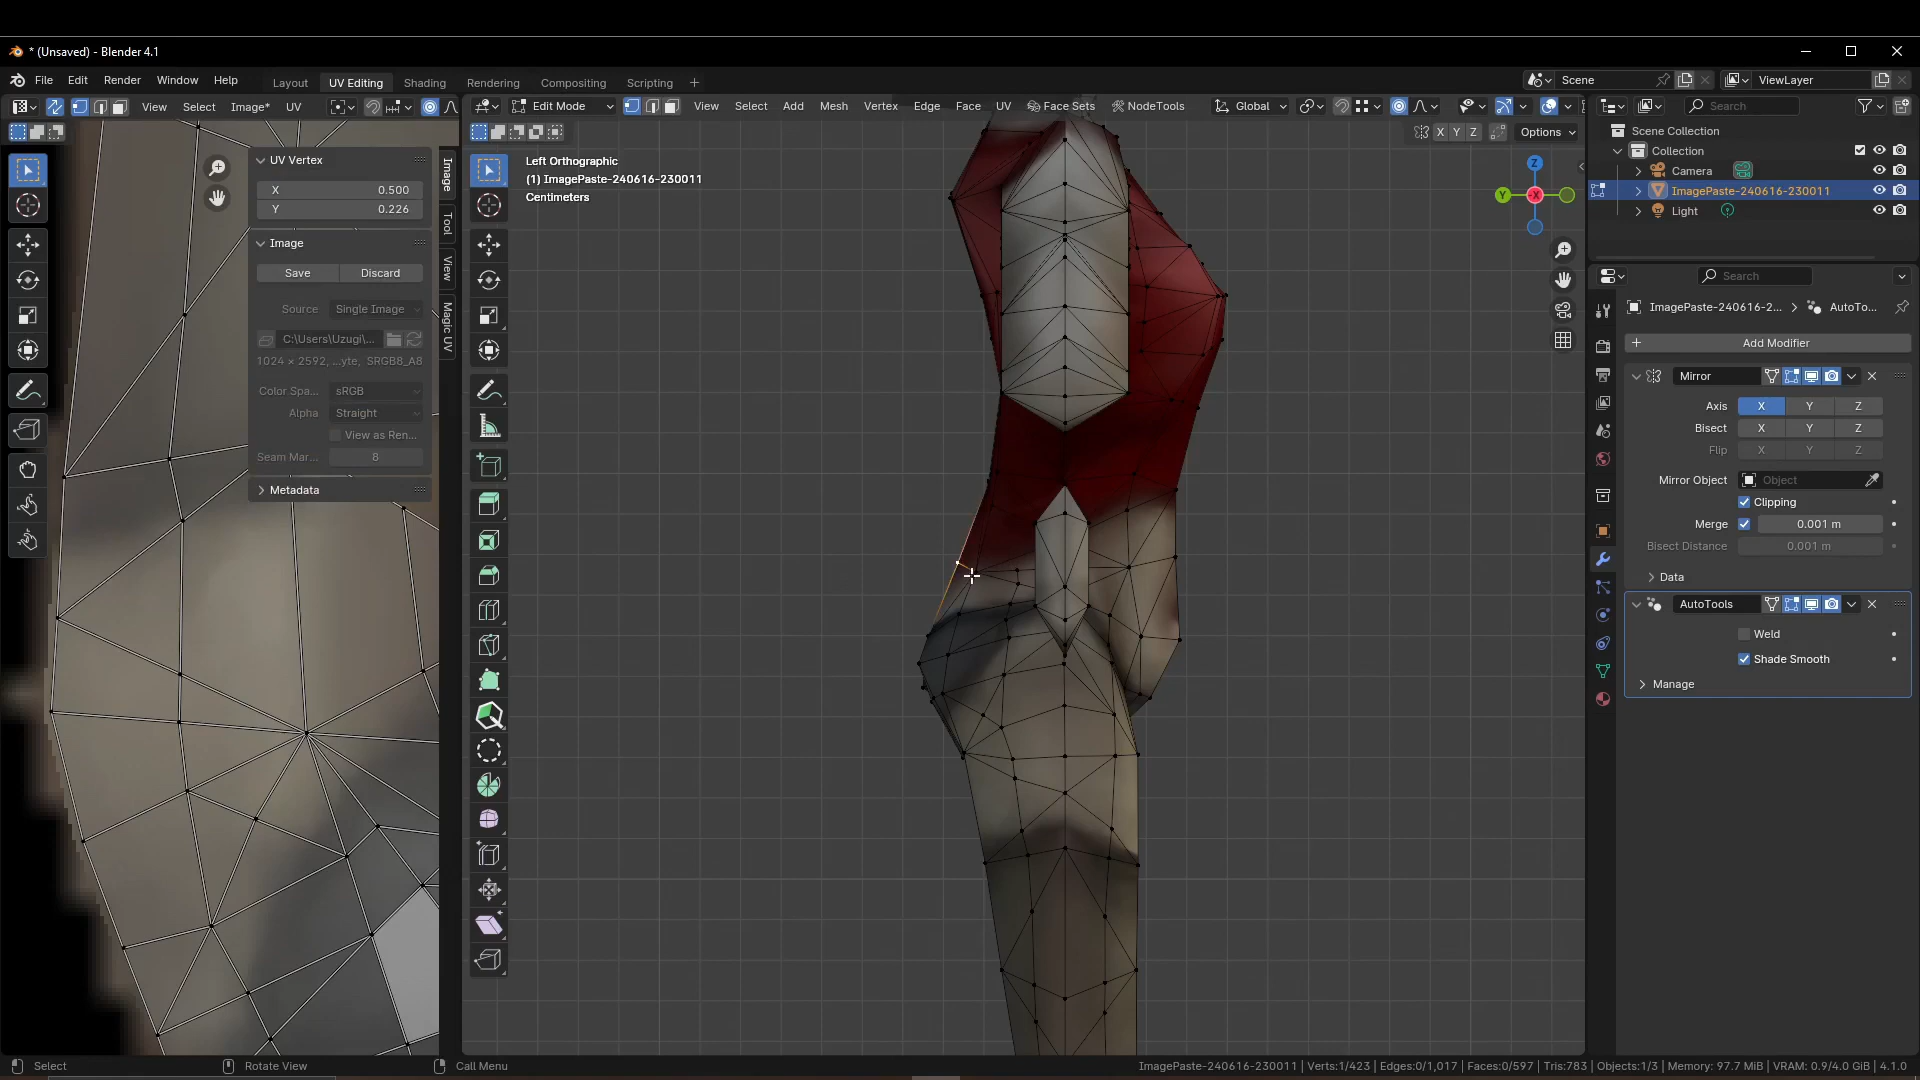 * (Unsaved) - Blender 4.1
File Edit Render Window Help
Layout UV Editing Shading Rendering Compositing Scripting +
Scene
ViewLayer
View Select Image* UV
Edit Mode
View Select Add Mesh Vertex Edge Face UV Face Sets NodeTools
Global
Search
X Y Z
Options
Scene Collection
Collection
Camera
ImagePaste-240616-230011
Light
Left Orthographic
(1) ImagePaste-240616-230011
Centimeters
Z
Y
-X
UV Vertex
X 0.500
Y 0.226
Image
Save Discard
Source Single Image
C:\Users\Uzugi\...
1024 × 2592, ...yte, SRGB8_A8
Color Spa... sRGB
Alpha Straight
View as Ren...
Seam Mar... 8
Metadata
Image
Tool
View
Magic UV
Search
ImagePaste-240616-2... > AutoTo...
+ Add Modifier
Mirror
Axis X Y Z
Bisect X Y Z
Flip X Y Z
Mirror Object Object
Clipping
Merge 0.001 m
Bisect Distance 0.001 m
Data
AutoTools
Weld
Shade Smooth
Manage
Select
Rotate View
Call Menu
ImagePaste-240616-230011 | Verts:1/423 | Edges:0/1,017 | Faces:0/597 | Tris:783 | Objects:1/3 | Memory: 97.7 MiB | VRAM: 0.9/4.0 GiB | 4.1.0